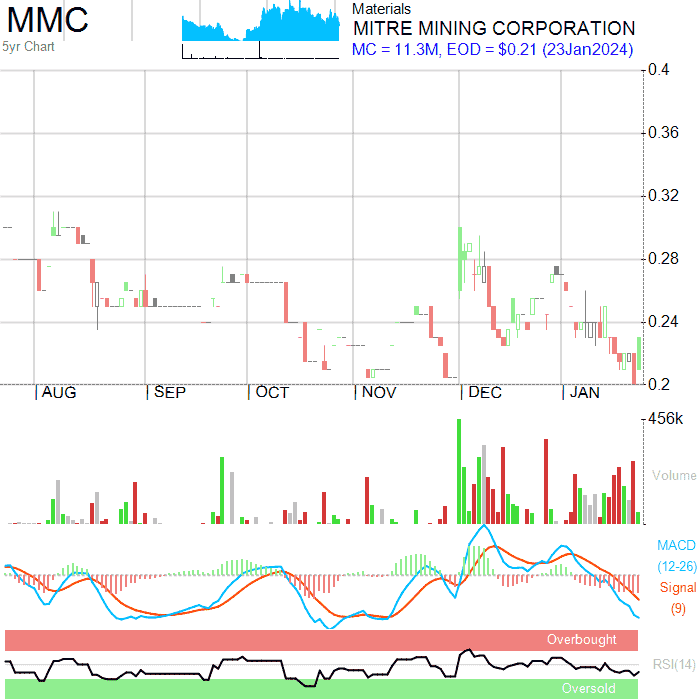 MMC
5yr Chart
Materials
MITRE MINING CORPORATION
MC = 11.3M, EOD = $0.21 (23Jan2024)
0.4
0.36
0.32
0.28
0.24
0.2
AUG SEP OCT NOV DEC JAN
456k
Volume
MACD
(12-26)
Signal
(9)
Overbought
RSI(14)
Oversold